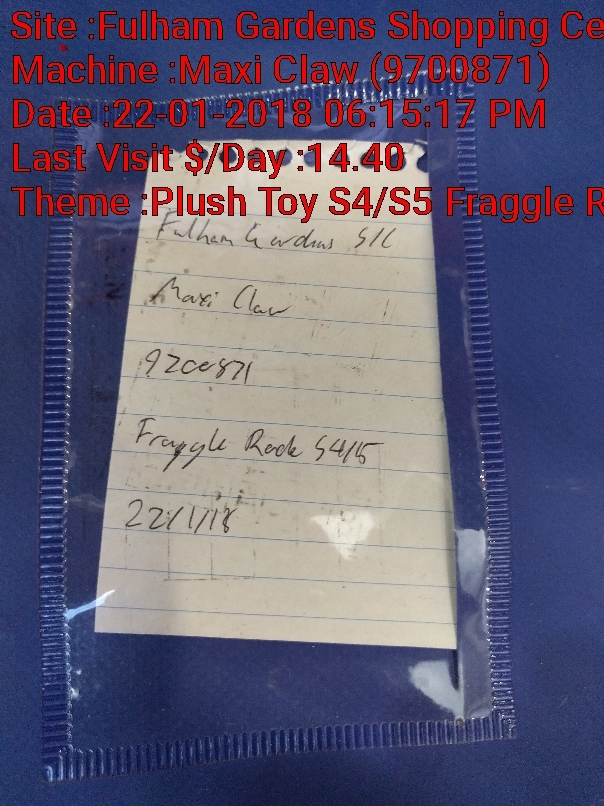 Site :Fulham Gardens Shopping Ce
Machine :Maxi Claw (9700871)
Date :22-01-2018 06:15:17 PM
Last Visit $/Day :14.40
Theme :Plush Toy S4/S5 Fraggle R
Fulham Gardens S/C
Maxi Claw
9700871
Fraggle Rock S4/5
22/1/18